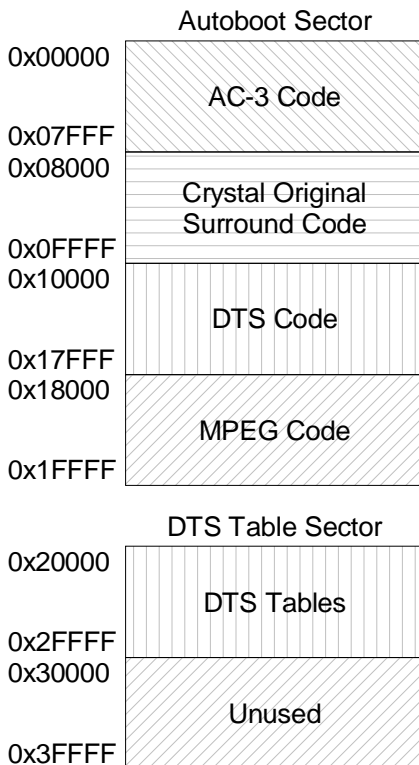 Autoboot Sector
0x00000
AC-3 Code
0x07FFF
0x08000
Crystal Original
Surround Code
0x0FFFF
0x10000
DTS Code
0x17FFF
0x18000
MPEG Code
0x1FFFF
DTS Table Sector
0x20000
DTS Tables
0x2FFFF
0x30000
Unused
0x3FFFF